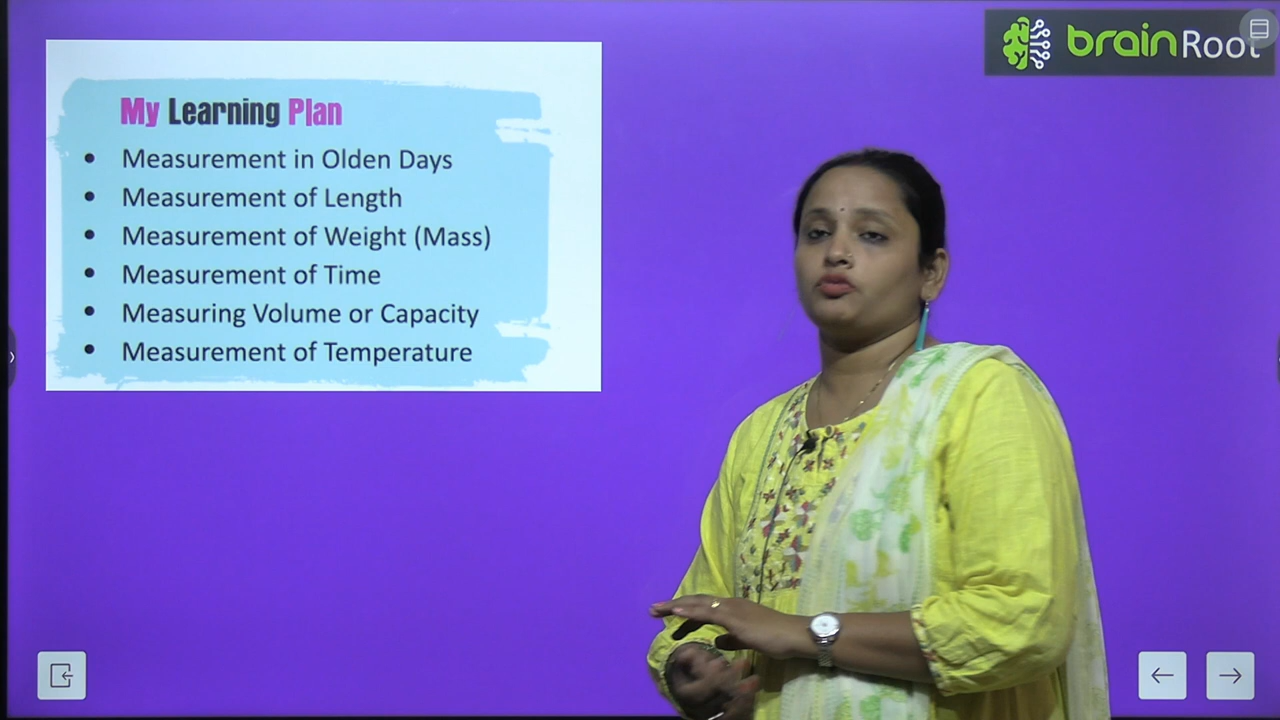 brainRoot
My Learning Plan
• Measurement in Olden Days
• Measurement of Length
• Measurement of Weight (Mass)
• Measurement of Time
• Measuring Volume or Capacity
• Measurement of Temperature